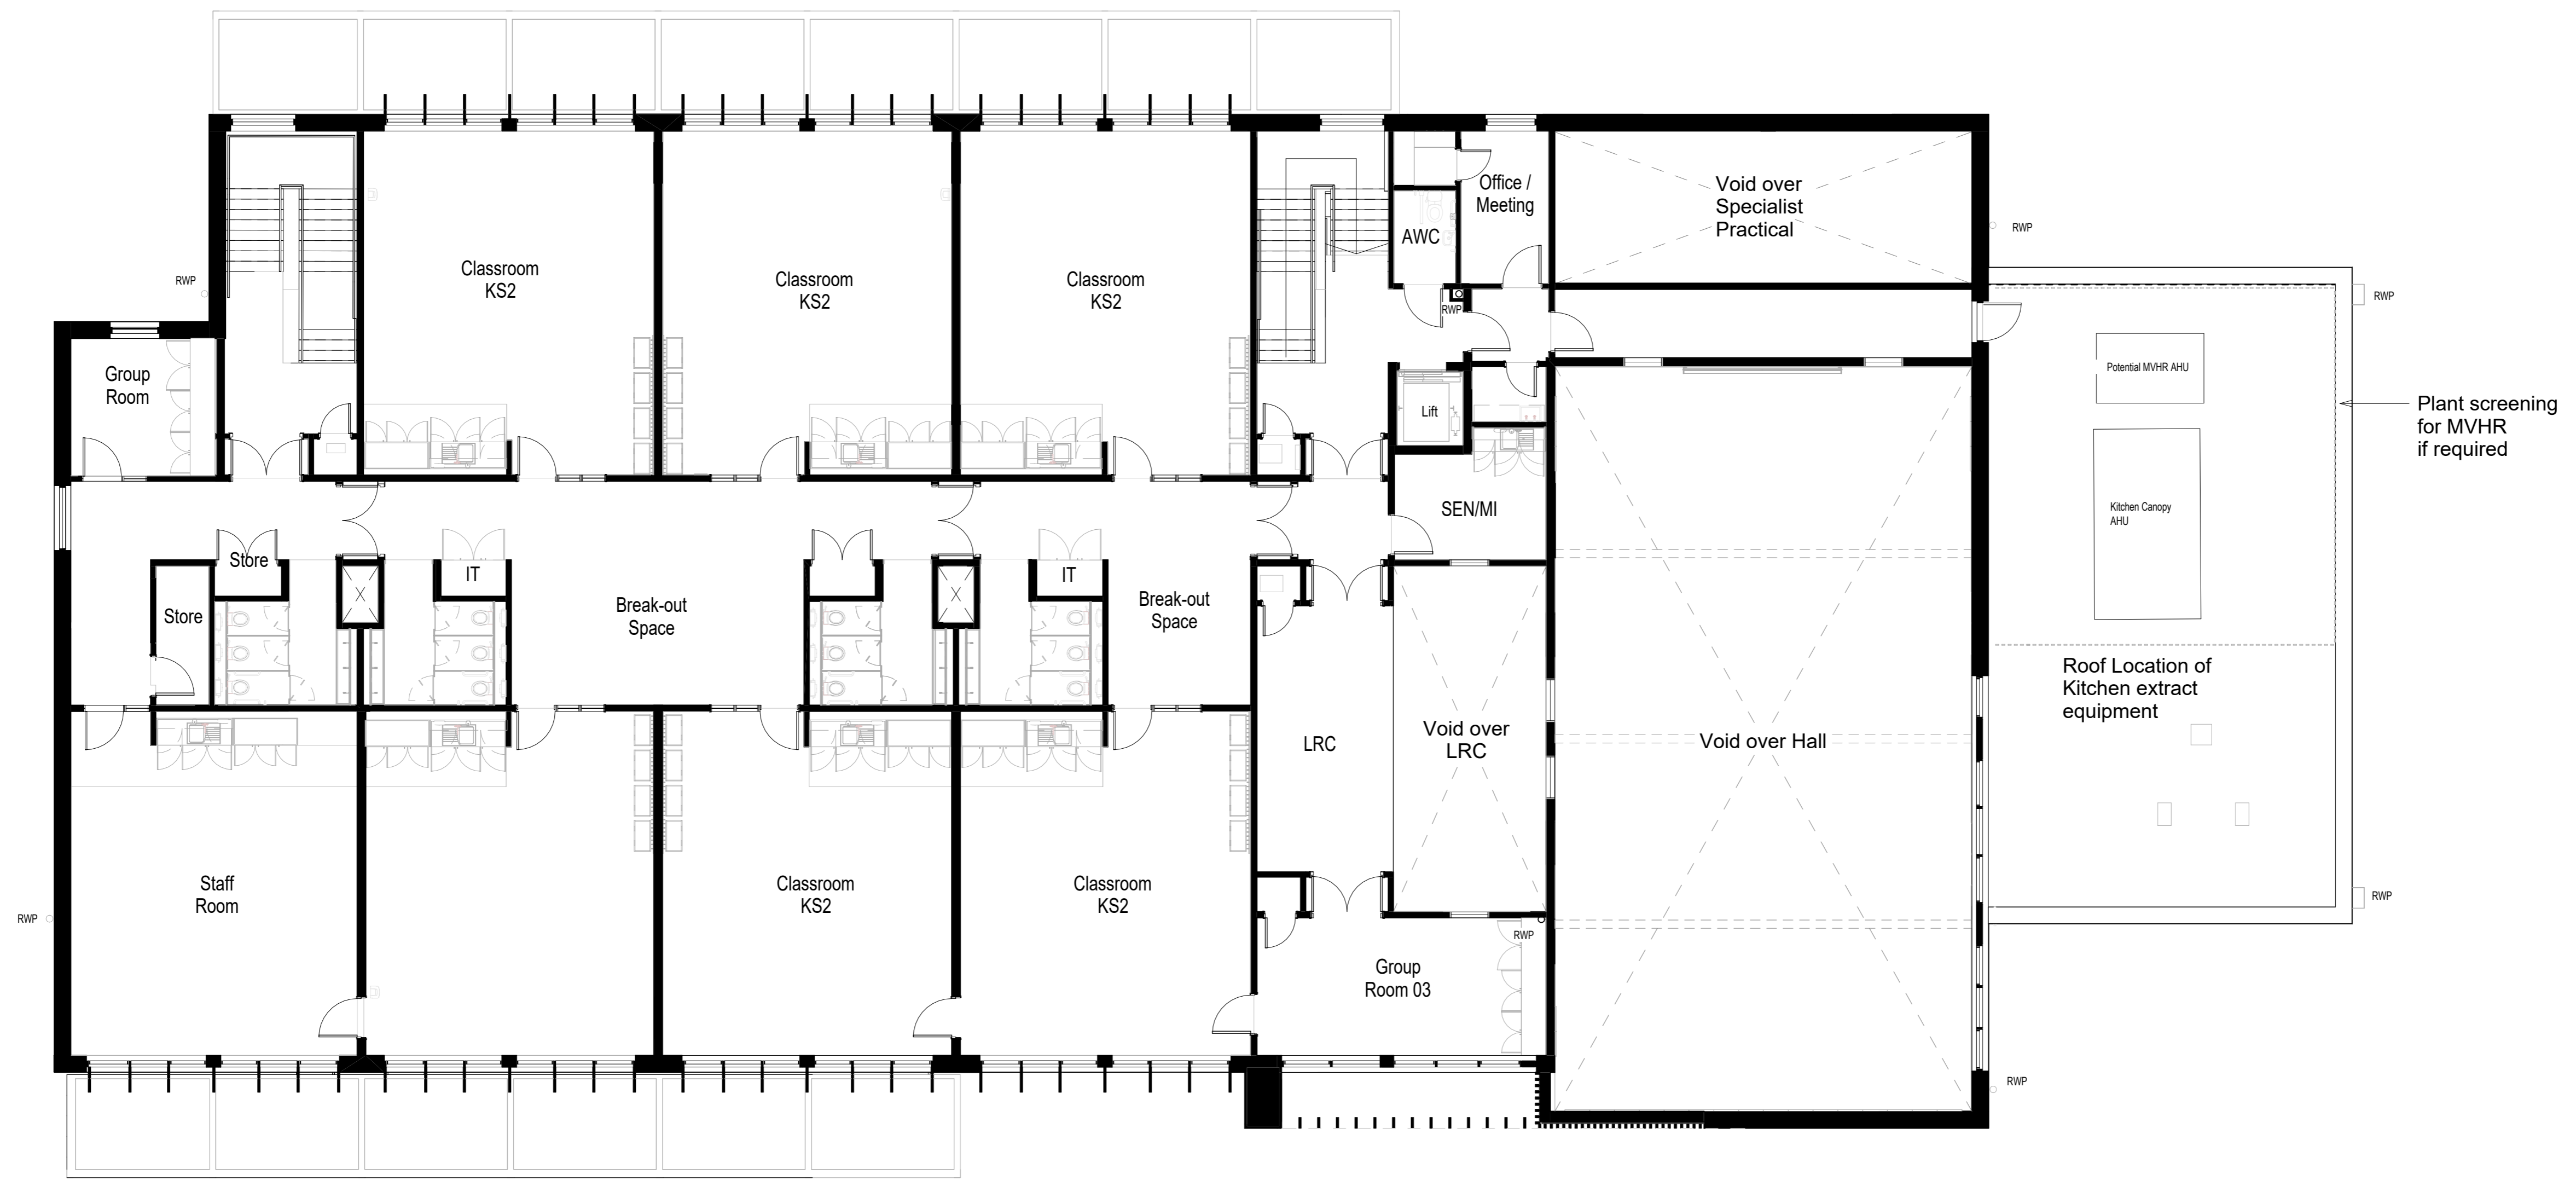 Void over
Specialist
Practical
Office /
Meeting
AWC
RWP
Classroom
KS2
Classroom
KS2
Classroom
KS2
RWP
RWP
RWP
Group
Room
Potential MVHR AHU
Lift
Plant screening
for MVHR
if required
SEN/MI
Kitchen Canopy
AHU
Store
IT
IT
Store
Break-out
Space
Break-out
Space
Roof Location of
Kitchen extract
equipment
LRC
Void over
LRC
Void over Hall
Staff
Room
Classroom
KS2
Classroom
KS2
RWP
RWP
RWP
Group
Room 03
RWP